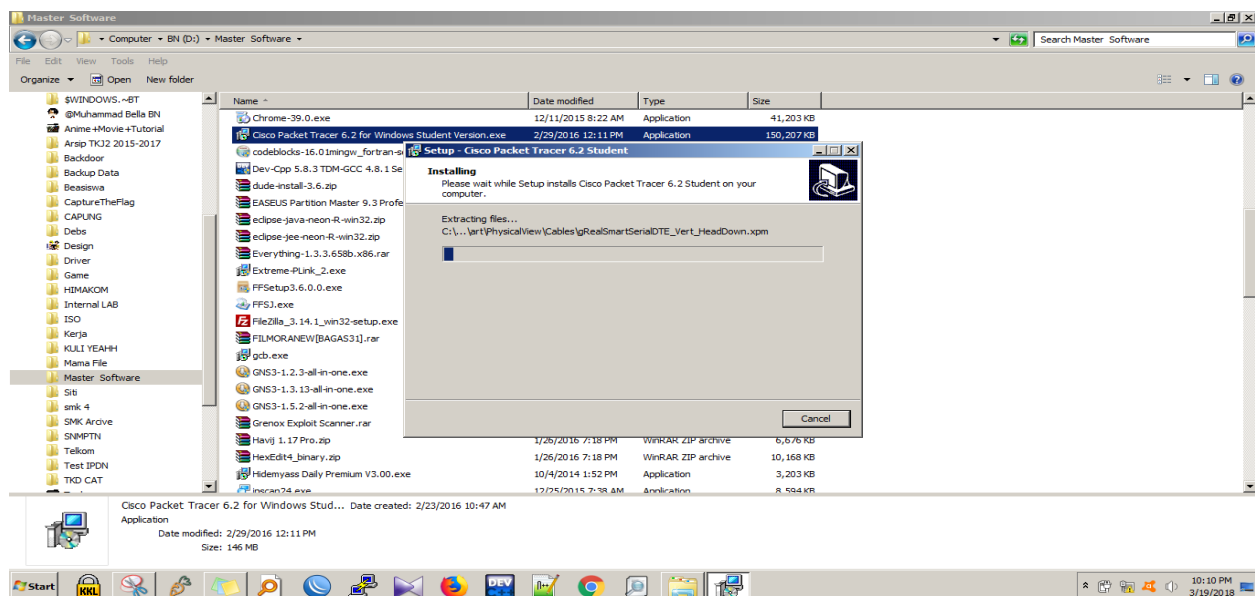 Master Software
Computer BN (D:) Master Software
Search Master Software
File Edit View Tools Help
Organize Open New folder
$WINDOWS.~BT
@Muhammad Bella BN
Anime+Movie+Tutorial
Arsip TKJ2 2015-2017
Backdoor
Backup Data
Beasiswa
CaptureTheFlag
CAPUNG
Debs
Design
Driver
Game
HIMAKOM
Internal LAB
ISO
Kerja
KULI YEAHH
Mama File
Master Software
Siti
smk 4
SMK Arcive
SNMPTN
Telkom
Test IPDN
TKD CAT
Name Date modified Type Size
Chrome-39.0.exe 12/11/2015 8:22 AM Application 41,203 KB
Cisco Packet Tracer 6.2 for Windows Student Version.exe 2/29/2016 12:11 PM Application 150,207 KB
codeblocks-16.01mingw_fortran-s
Dev-Cpp 5.8.3 TDM-GCC 4.8.1 Se
dude-install-3.6.zip
EASEUS Partition Master 9.3 Profe
eclipse-java-neon-R-win32.zip
eclipse-jee-neon-R-win32.zip
Everything-1.3.3.658b.x86.rar
Extreme-PLink_2.exe
FFSetup3.6.0.0.exe
FFSJ.exe
FileZilla_3.14.1_win32-setup.exe
FILMORANEW[BAGAS31].rar
gcb.exe
GNS3-1.2.3-all-in-one.exe
GNS3-1.3.13-all-in-one.exe
GNS3-1.5.2-all-in-one.exe
Grenox Exploit Scanner.rar
Havij 1.17 Pro.zip 1/26/2016 7:18 PM WinRAR ZIP archive 6,676 KB
HexEdit4_binary.zip 1/26/2016 7:18 PM WinRAR ZIP archive 10,168 KB
Hidemyass Daily Premium V3.00.exe 10/4/2014 1:52 PM Application 3,203 KB
ipscan24.exe 12/25/2015 7:38 AM Application 8,594 KB
Setup - Cisco Packet Tracer 6.2 Student
Installing
Please wait while Setup installs Cisco Packet Tracer 6.2 Student on your
computer.
Extracting files...
C:\...\art\PhysicalView\Cables\gRealSmartSerialDTE_Vert_HeadDown.xpm
Cancel
Cisco Packet Tracer 6.2 for Windows Stud... Date created: 2/23/2016 10:47 AM
Application
Date modified: 2/29/2016 12:11 PM
Size: 146 MB
Start
KKL
DEV
10:10 PM
3/19/2018